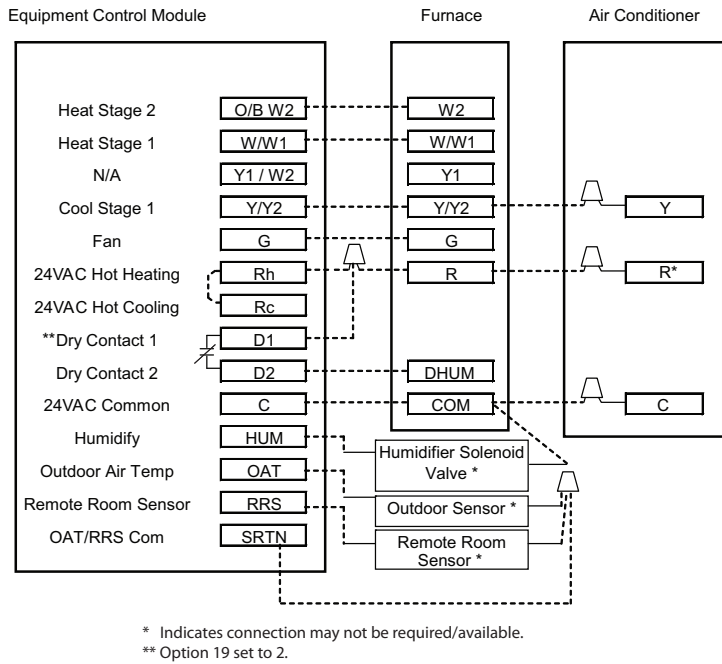 Equipment Control Module Furnace Air Conditioner
Heat Stage 2 O/B W2 W2
Heat Stage 1 W/W1 W/W1
N/A Y1 / W2 Y1
Cool Stage 1 Y/Y2 Y/Y2 Y
Fan G G
24VAC Hot Heating Rh R R*
24VAC Hot Cooling Rc
**Dry Contact 1 D1
Dry Contact 2 D2 DHUM
24VAC Common C COM C
Humidify HUM
Humidifier Solenoid
Valve *
Outdoor Air Temp OAT
Outdoor Sensor *
Remote Room Sensor RRS
Remote Room
Sensor *
OAT/RRS Com SRTN
* Indicates connection may not be required/available.
** Option 19 set to 2.